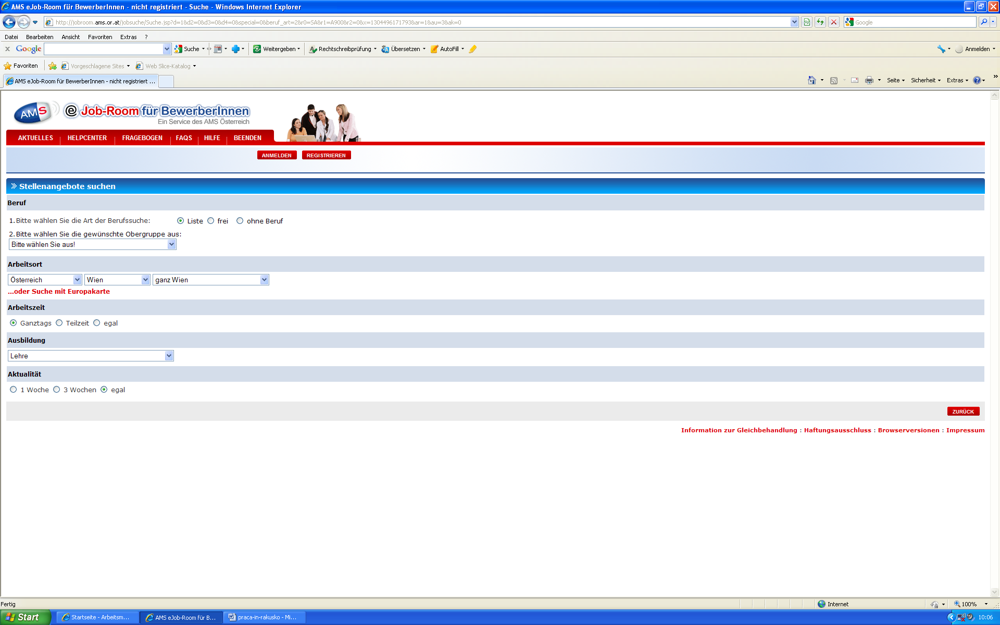 AMS eJob-Room für BewerberInnen - nicht registriert - Suche - Windows Internet Explorer
http://jobroom.ams.or.at/jobsuche/Suche.jsp?d=1&d2=0&d3=0&d4=0&special=0&beruf_art=2&r0=SA&r1=A900&r2=0&x=1304496171793&ar=1&au=3&ak=0 Google
Datei Bearbeiten Ansicht Favoriten Extras ?
x Google Suche Weitergeben Rechtschreibprüfung Übersetzen AutoFill Anmelden
Favoriten Vorgeschlagene Sites Web Slice-Katalog
AMS eJob-Room für BewerberInnen - nicht registriert ... Seite Sicherheit Extras »
AMS e Job-Room für BewerberInnen
Ein Service des AMS Österreich
AKTUELLES HELPCENTER FRAGEBOGEN FAQS HILFE BEENDEN
ANMELDEN REGISTRIEREN
Stellenangebote suchen
Beruf
1. Bitte wählen Sie die Art der Berufssuche: Liste frei ohne Beruf
2. Bitte wählen Sie die gewünschte Obergruppe aus:
Bitte wählen Sie aus!
Arbeitsort
Österreich Wien ganz Wien
...oder Suche mit Europakarte
Arbeitszeit
Ganztags Teilzeit egal
Ausbildung
Lehre
Aktualität
1 Woche 3 Wochen egal
ZURÜCK
Information zur Gleichbehandlung : Haftungsausschluss : Browserversionen : Impressum
Fertig Internet 100%
Start Startseite - Arbeitsm... AMS eJob-Room für B... praca-in-rakusko - Mi... 10:06